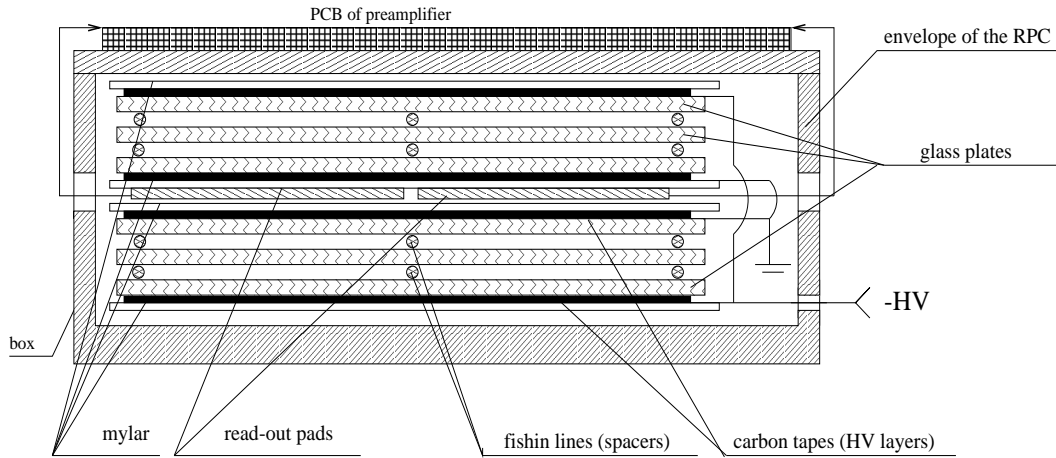 PCB of preamplifier
envelope of the RPC
glass plates
-HV
box
mylar
read-out pads
fishin lines (spacers)
carbon tapes (HV layers)